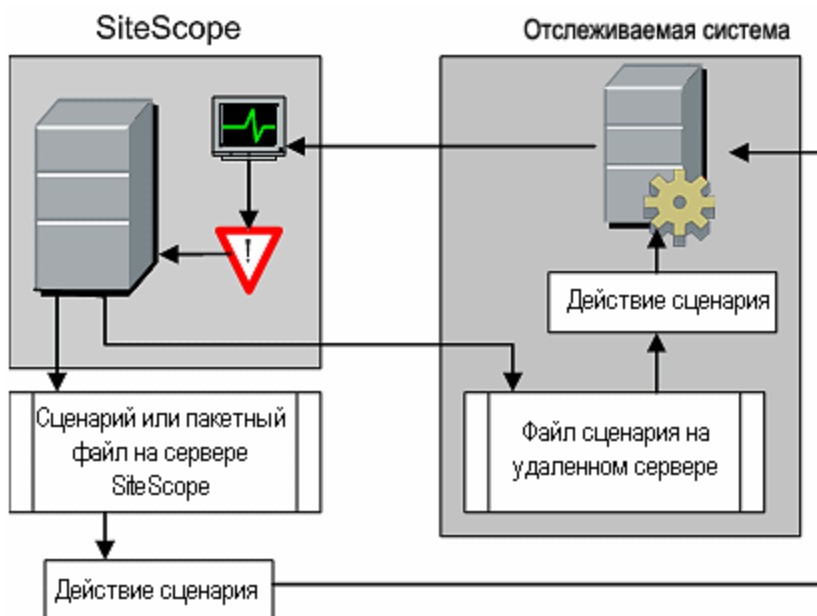 SiteScope
Отслеживаемая система
!
Действие сценария
Сценарий или пакетный
файл на сервере
SiteScope
Файл сценария на
удаленном сервере
Действие сценария